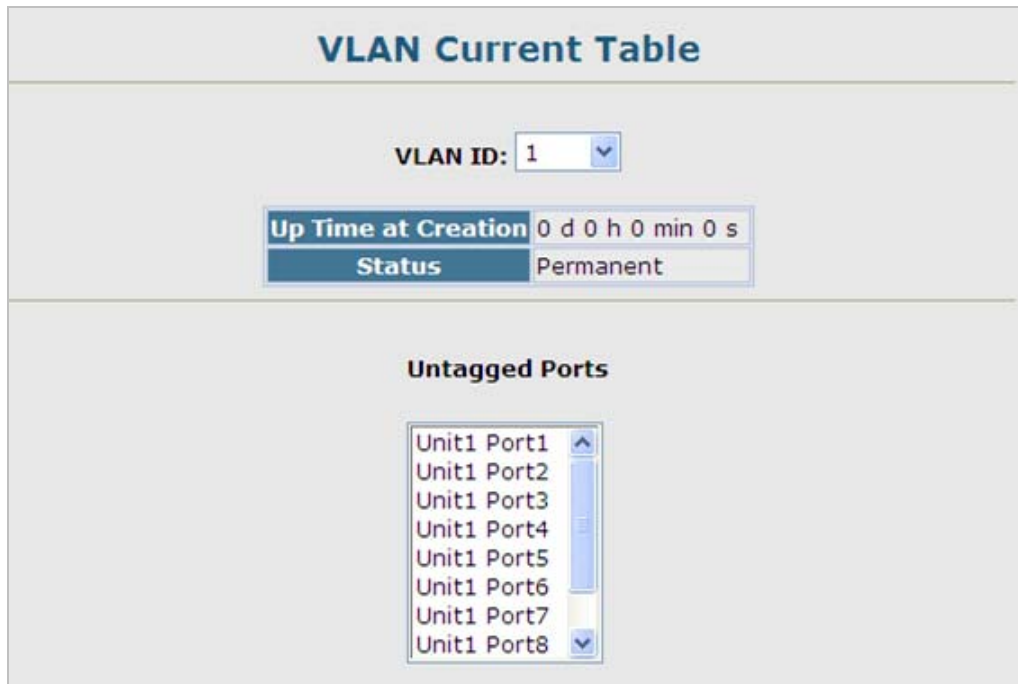 VLAN Current Table
VLAN ID: 1
Up Time at Creation 0 d 0 h 0 min 0 s
Status Permanent
Untagged Ports
Unit1 Port1
Unit1 Port2
Unit1 Port3
Unit1 Port4
Unit1 Port5
Unit1 Port6
Unit1 Port7
Unit1 Port8